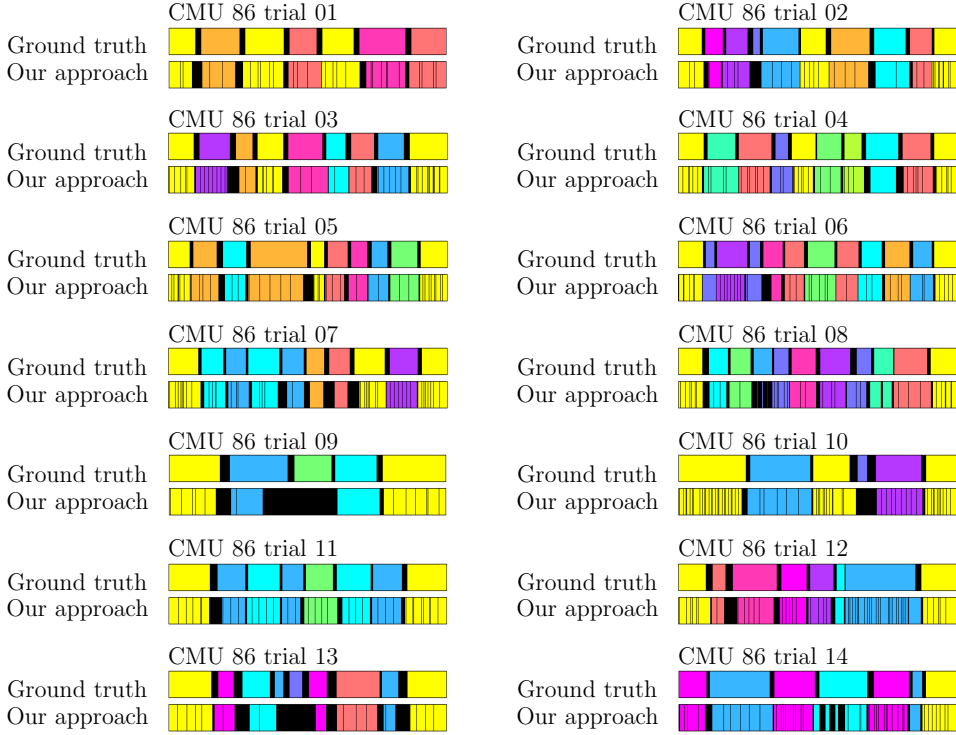 CMU 86 trial 01
Ground truth
Our approach
CMU 86 trial 02
Ground truth
Our approach
CMU 86 trial 03
Ground truth
Our approach
CMU 86 trial 04
Ground truth
Our approach
CMU 86 trial 05
Ground truth
Our approach
CMU 86 trial 06
Ground truth
Our approach
CMU 86 trial 07
Ground truth
Our approach
CMU 86 trial 08
Ground truth
Our approach
CMU 86 trial 09
Ground truth
Our approach
CMU 86 trial 10
Ground truth
Our approach
CMU 86 trial 11
Ground truth
Our approach
CMU 86 trial 12
Ground truth
Our approach
CMU 86 trial 13
Ground truth
Our approach
CMU 86 trial 14
Ground truth
Our approach